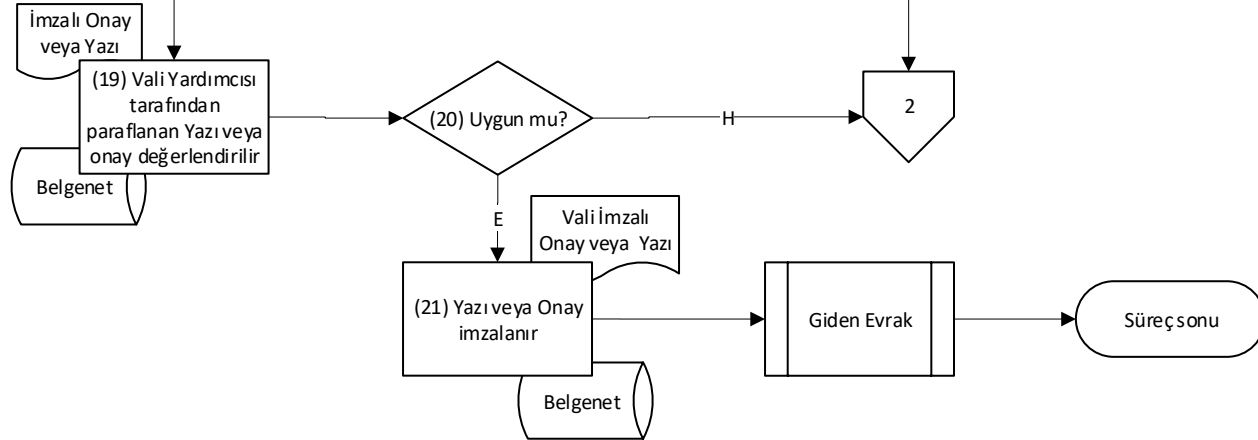 İmzalı Onay
veya Yazı
(19) Vali Yardımcısı
tarafından
paraflanan Yazı veya
onay değerlendirilir
Belgenet
(20) Uygun mu?
H
2
E
Vali İmzalı
Onay veya Yazı
(21) Yazı veya Onay
imzalanır
Belgenet
Giden Evrak
Süreç sonu